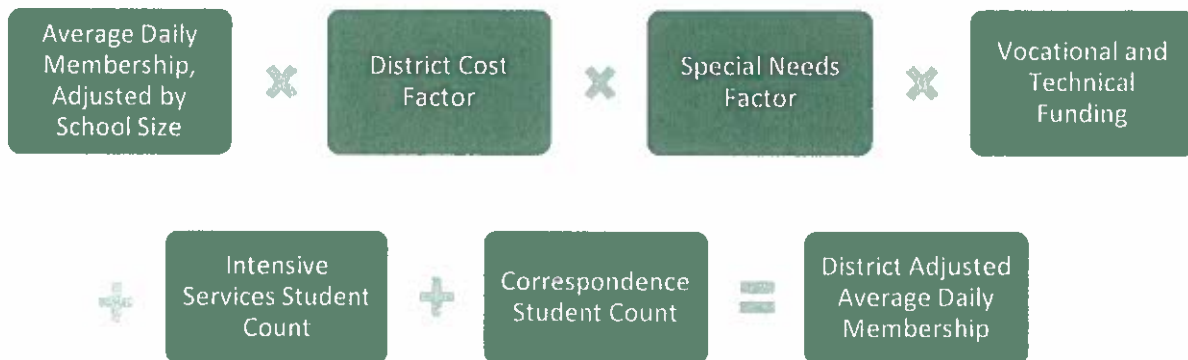 Average Daily
Membership,
Adjusted by
School Size
×
District Cost
Factor
×
Special Needs
Factor
×
Vocational and
Technical
Funding
+
Intensive
Services Student
Count
+
Correspondence
Student Count
=
District Adjusted
Average Daily
Membership